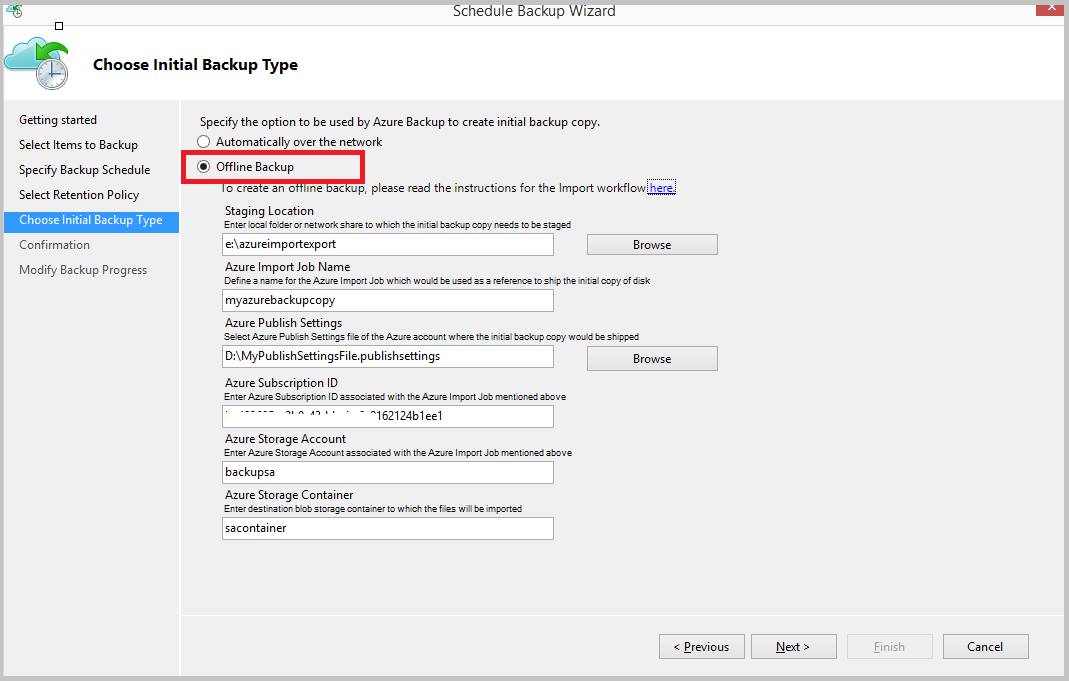 Schedule Backup Wizard
Choose Initial Backup Type
Getting started
Select Items to Backup
Specify Backup Schedule
Select Retention Policy
Choose Initial Backup Type
Confirmation
Modify Backup Progress
Specify the option to be used by Azure Backup to create initial backup copy.
Automatically over the network
Offline Backup
To create an offline backup, please read the instructions for the Import workflow here.
Staging Location
Enter local folder or network share to which the initial backup copy needs to be staged
e:\azureimportexport
Browse
Azure Import Job Name
Define a name for the Azure Import Job which would be used as a reference to ship the initial copy of disk
myazurebackupcopy
Azure Publish Settings
Select Azure Publish Settings file of the Azure account where the initial backup copy would be shipped
D:\MyPublishSettingsFile.publishsettings
Browse
Azure Subscription ID
Enter Azure Subscription ID associated with the Azure Import Job mentioned above
0162124b1ee1
Azure Storage Account
Enter Azure Storage Account associated with the Azure Import Job mentioned above
backupsa
Azure Storage Container
Enter destination blob storage container to which the files will be imported
sacontainer
< Previous
Next >
Finish
Cancel